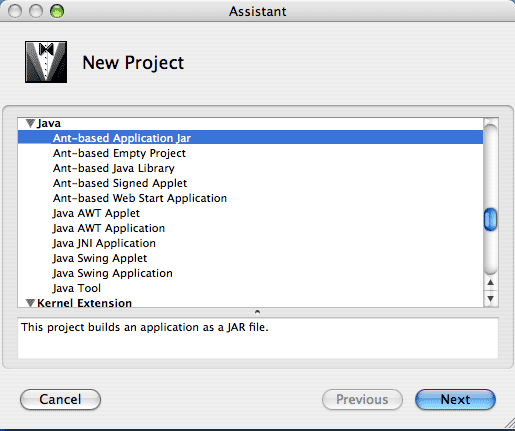 Assistant
New Project
Java
Ant-based Application Jar
Ant-based Empty Project
Ant-based Java Library
Ant-based Signed Applet
Ant-based Web Start Application
Java AWT Applet
Java AWT Application
Java JNI Application
Java Swing Applet
Java Swing Application
Java Tool
Kernel Extension
This project builds an application as a JAR file.
Cancel
Previous
Next